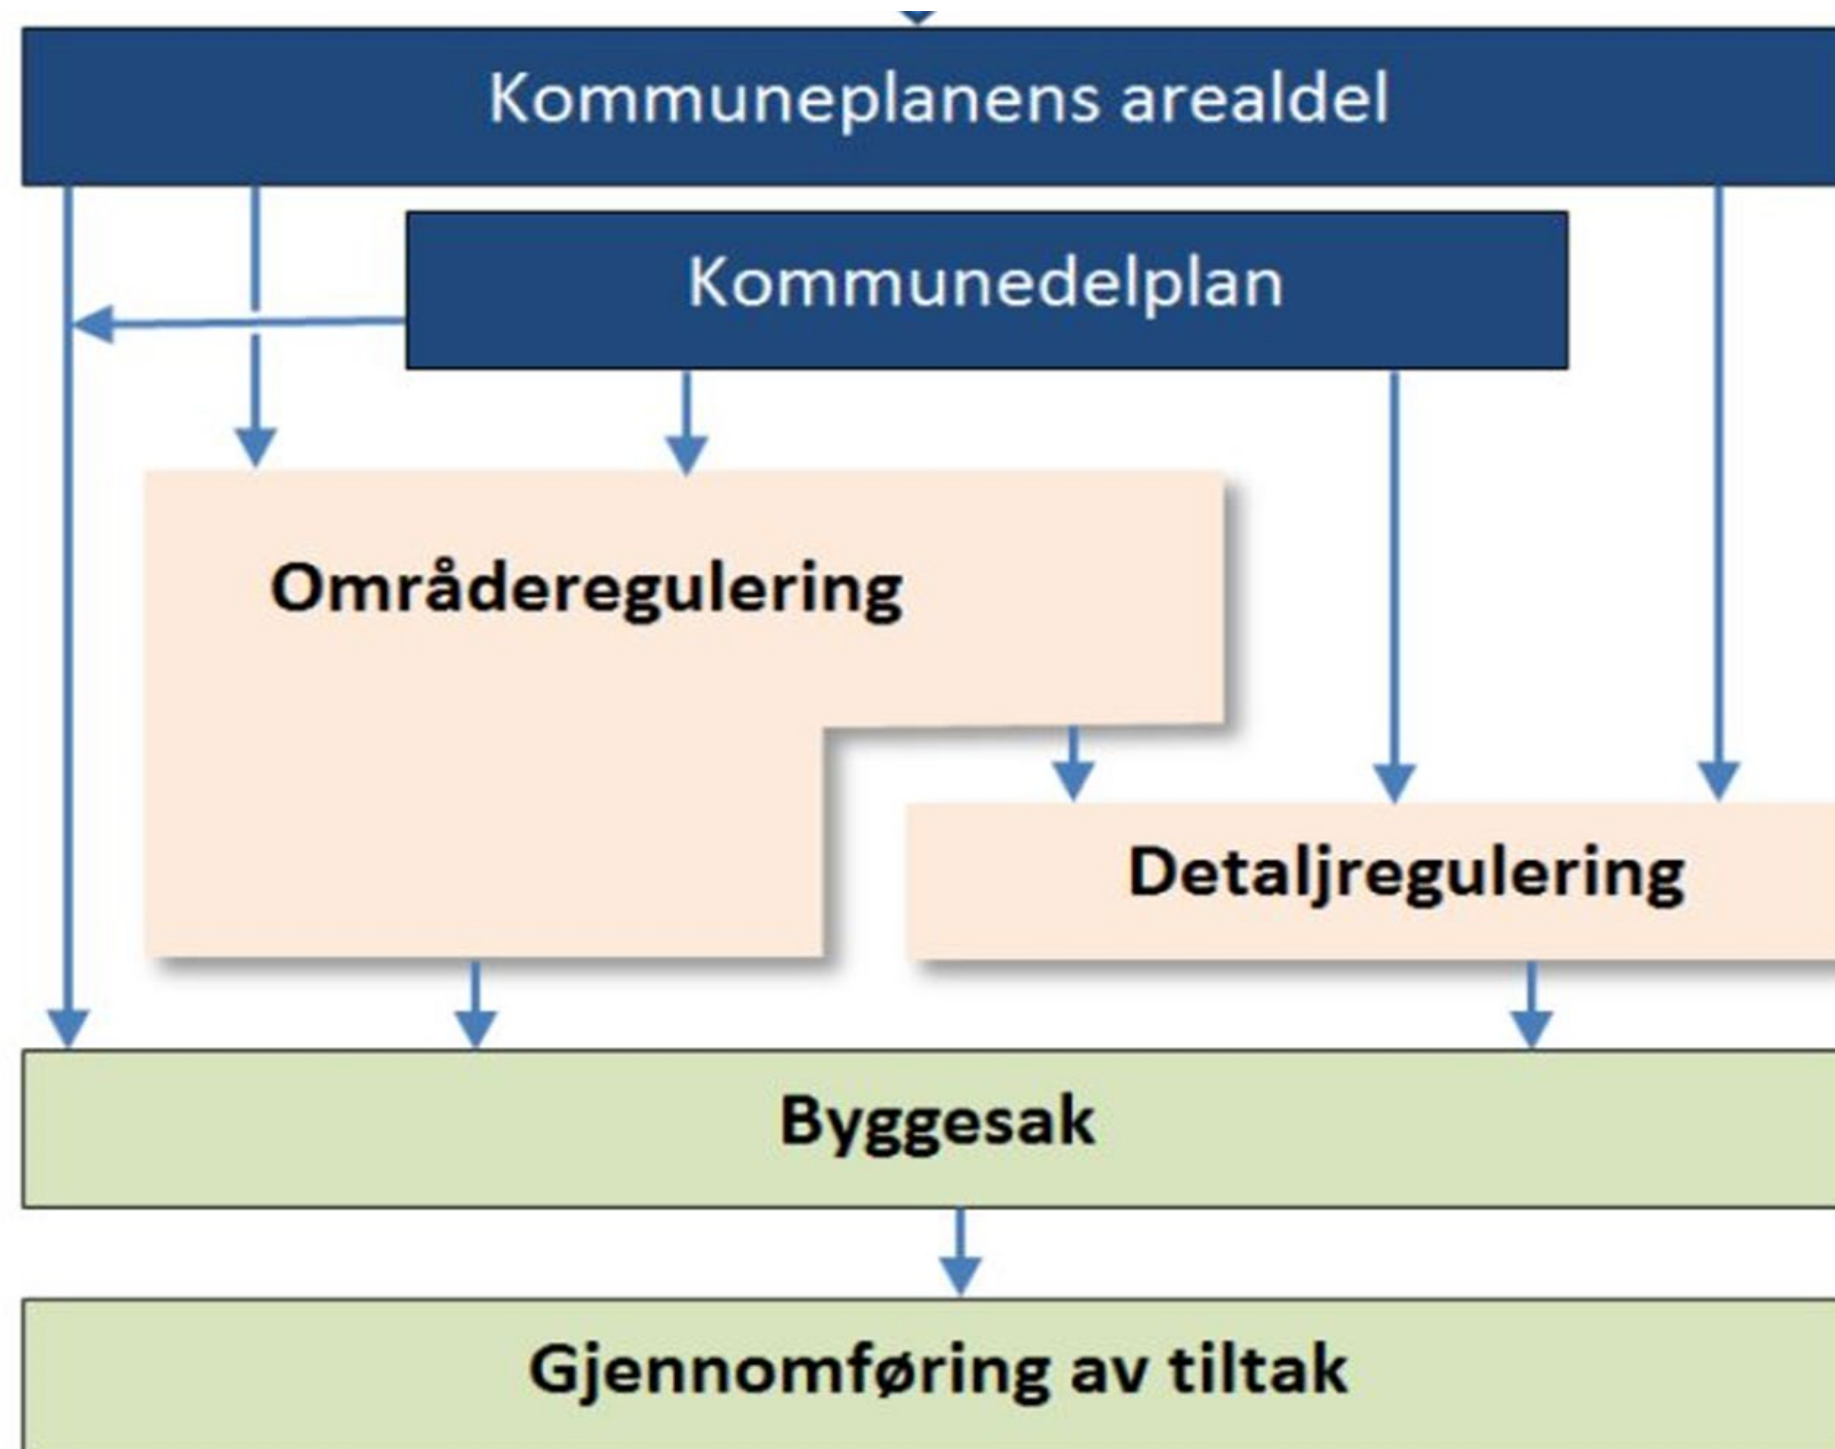 Kommuneplanens arealdel
Kommunedelplan
Områderegulering
Detaljregulering
Byggesak
Gjennomføring av tiltak